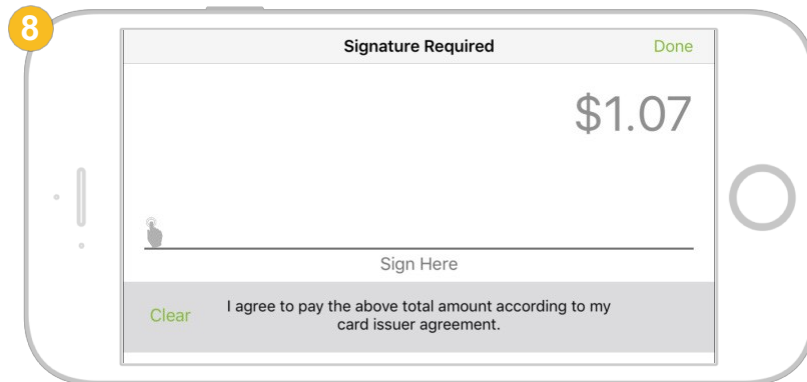 8
Signature Required Done
$1.07
Sign Here
Clear
I agree to pay the above total amount according to my
card issuer agreement.